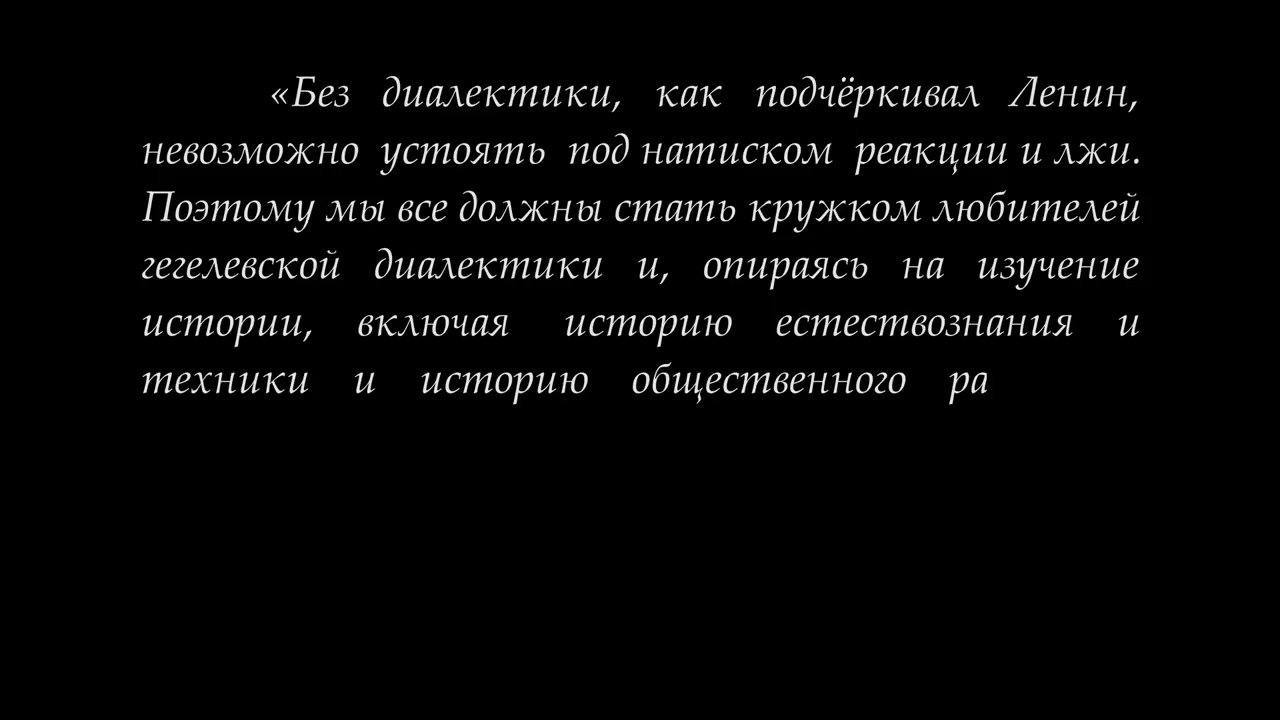 «Без диалектики, как подчёркивал Ленин,
невозможно устоять под натиском реакции и лжи.
Поэтому мы все должны стать кружком любителей
гегелевской диалектики и, опираясь на изучение
истории, включая историю естествознания и
техники и историю общественного ра